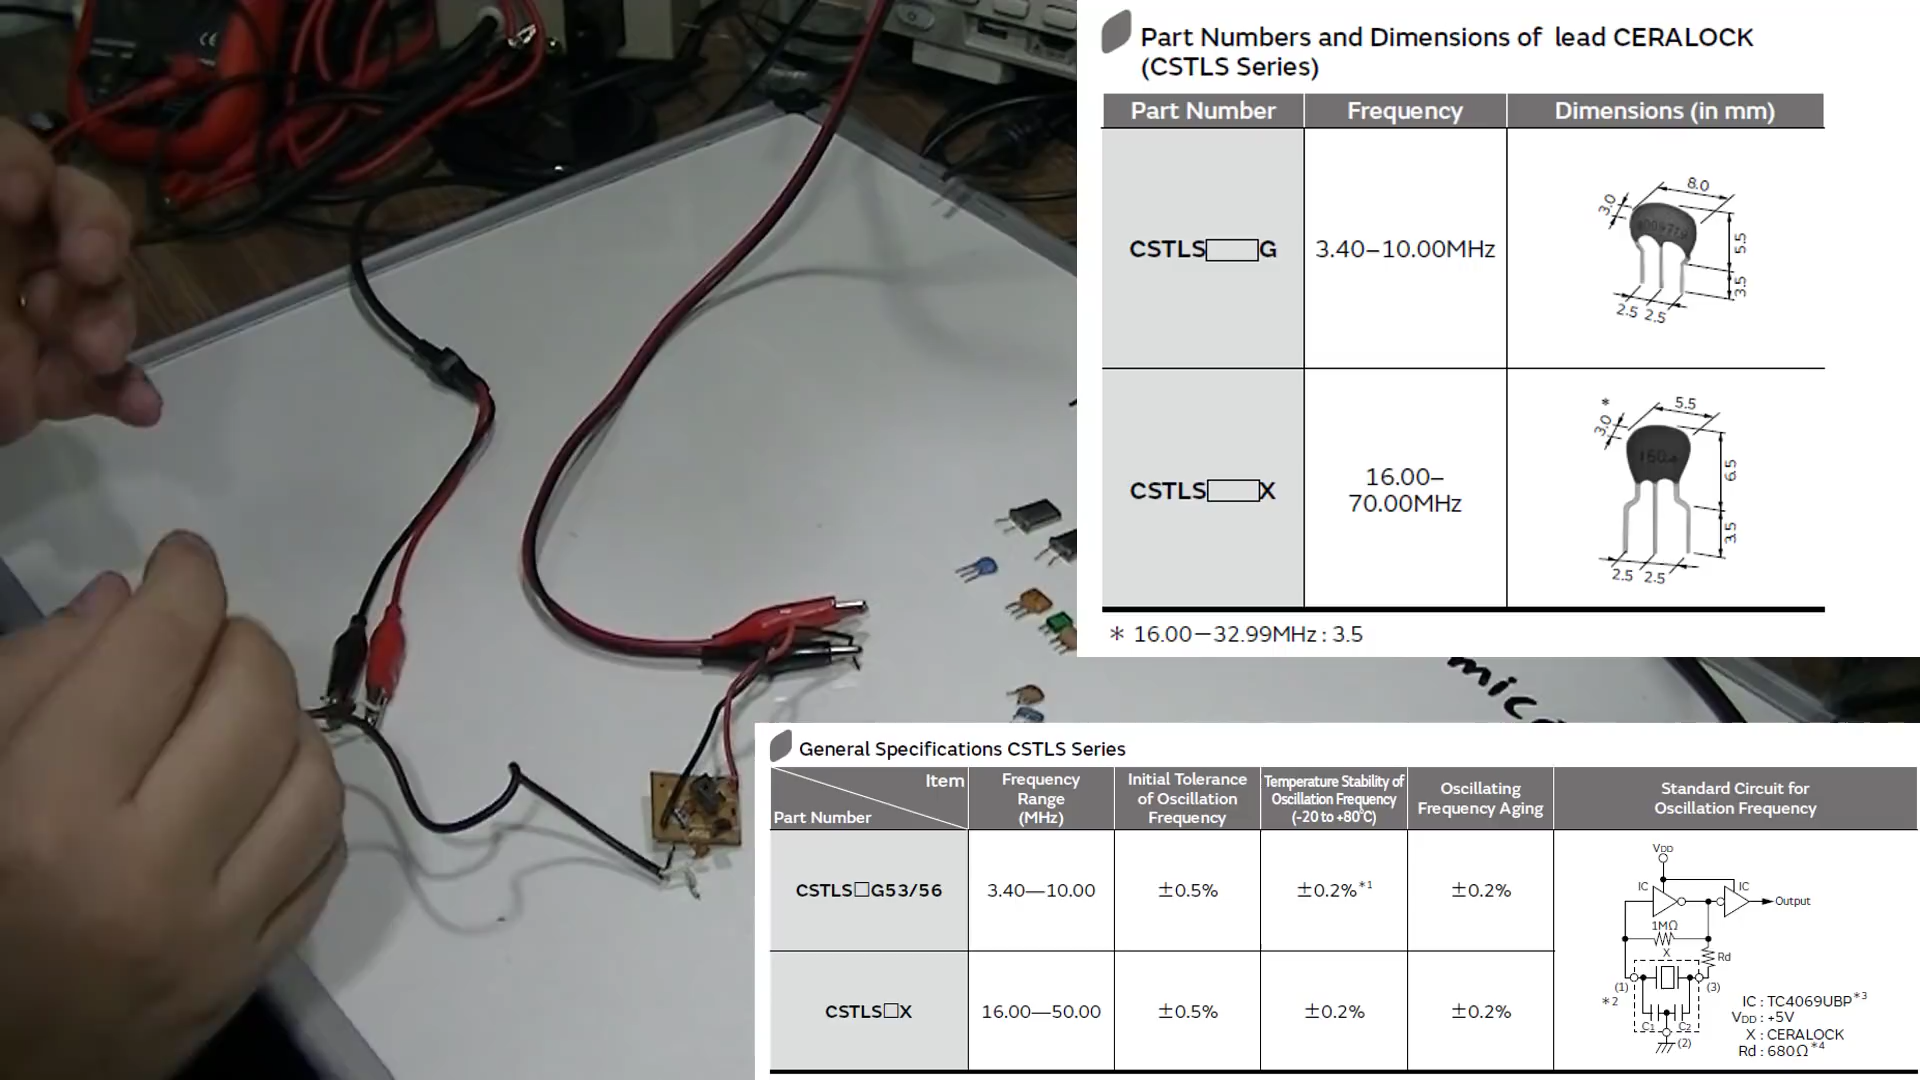 Part Numbers and Dimensions of lead CERALOCK
(CSTLS Series)
Part Number Frequency Dimensions (in mm)
CSTLS□G 3.40–10.00MHz
8.0
3.0
5.5
3.5
2.5 2.5
CSTLS□X 16.00–
70.00MHz
*
5.5
3.0
160
6.5
3.5
2.5 2.5
* 16.00—32.99MHz : 3.5
CE
mic
General Specifications CSTLS Series
Item
Part Number
Frequency
Range
(MHz)
Initial Tolerance
of Oscillation
Frequency
Temperature Stability of
Oscillation Frequency
(-20 to +80℃)
Oscillating
Frequency Aging
Standard Circuit for
Oscillation Frequency
CSTLS□G53/56 3.40—10.00 ±0.5% ±0.2%*1 ±0.2%
CSTLS□X 16.00—50.00 ±0.5% ±0.2% ±0.2%
VDD
IC IC
Output
1MΩ
X Rd
(1) (3)
*2
C1 C2
(2)
IC : TC4069UBP*3
VDD : +5V
X : CERALOCK
Rd : 680Ω*4